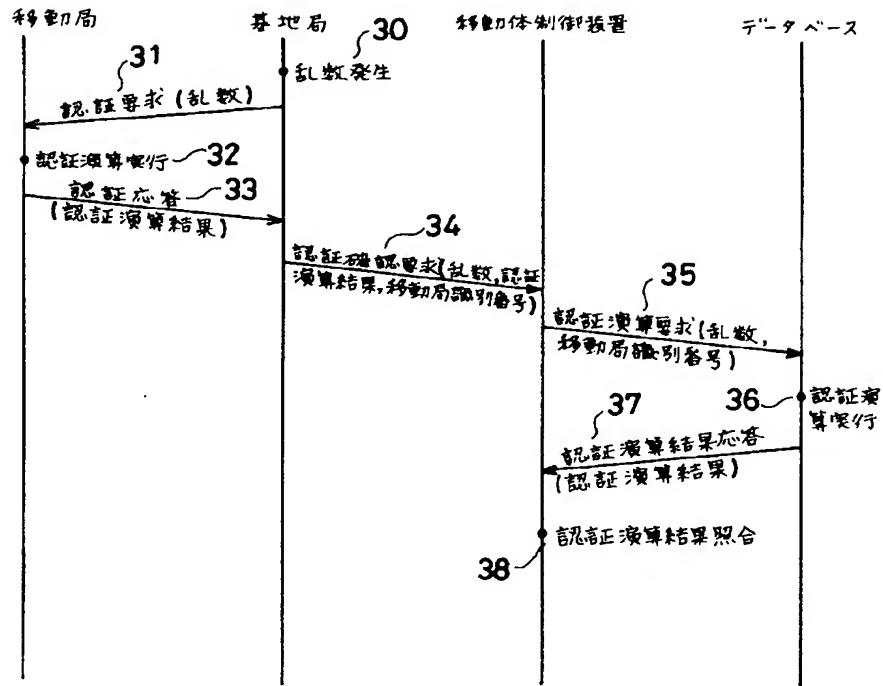 移動局
基地局
移動体制御装置
データベース
30
乱数発生
31
認証要求(乱数)
認証演算実行
32
認証応答
33
(認証演算結果)
34
認証確認要求(乱数,認証
演算結果,移動局識別番号)
35
認証演算要求(乱数,
移動局識別番号)
36
認証演
算実行
37
認証演算結果応答
(認証演算結果)
38
認証演算結果照合